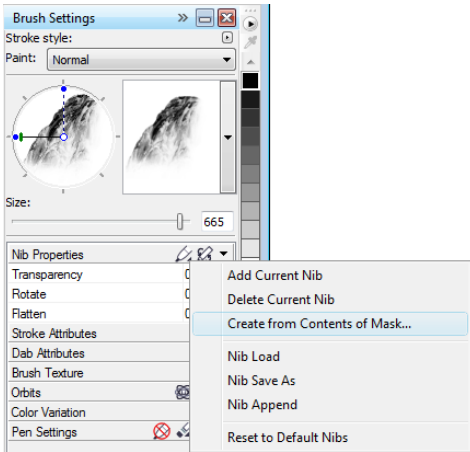 Brush Settings
Stroke style:
Paint: Normal
Size:
665
Nib Properties
Transparency
Rotate
Flatten
Stroke Attributes
Dab Attributes
Brush Texture
Orbits
Color Variation
Pen Settings
Add Current Nib
Delete Current Nib
Create from Contents of Mask...
Nib Load
Nib Save As
Nib Append
Reset to Default Nibs